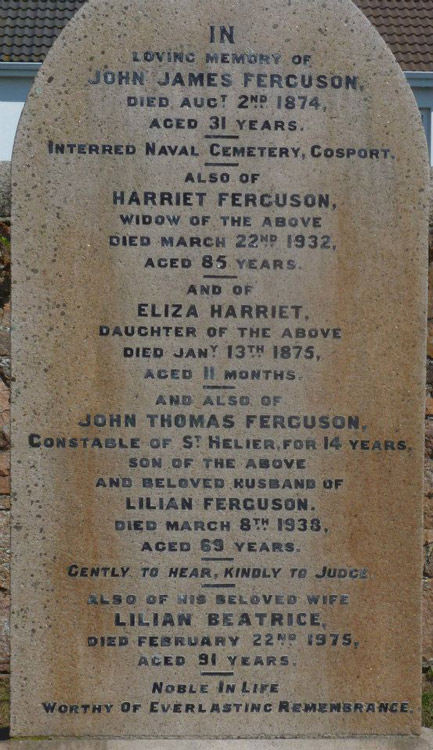 IN
LOVING MEMORY OF
JOHN JAMES FERGUSON,
DIED AUGT 2ND 1874,
AGED 31 YEARS.
INTERRED NAVAL CEMETERY, GOSPORT.
ALSO OF
HARRIET FERGUSON,
WIDOW OF THE ABOVE
DIED MARCH 22ND 1932,
AGED 85 YEARS.
AND OF
ELIZA HARRIET,
DAUGHTER OF THE ABOVE
DIED JANY 13TH 1875,
AGED 11 MONTHS.
AND ALSO OF
JOHN THOMAS FERGUSON,
CONSTABLE OF ST HELIER, FOR 14 YEARS,
SON OF THE ABOVE
AND BELOVED HUSBAND OF
LILIAN FERGUSON.
DIED MARCH 8TH 1938,
AGED 69 YEARS.
GENTLY TO HEAR, KINDLY TO JUDGE.
ALSO OF HIS BELOVED WIFE
LILIAN BEATRICE,
DIED FEBRUARY 22ND 1975,
AGED 91 YEARS.
NOBLE IN LIFE
WORTHY OF EVERLASTING REMEMBRANCE.